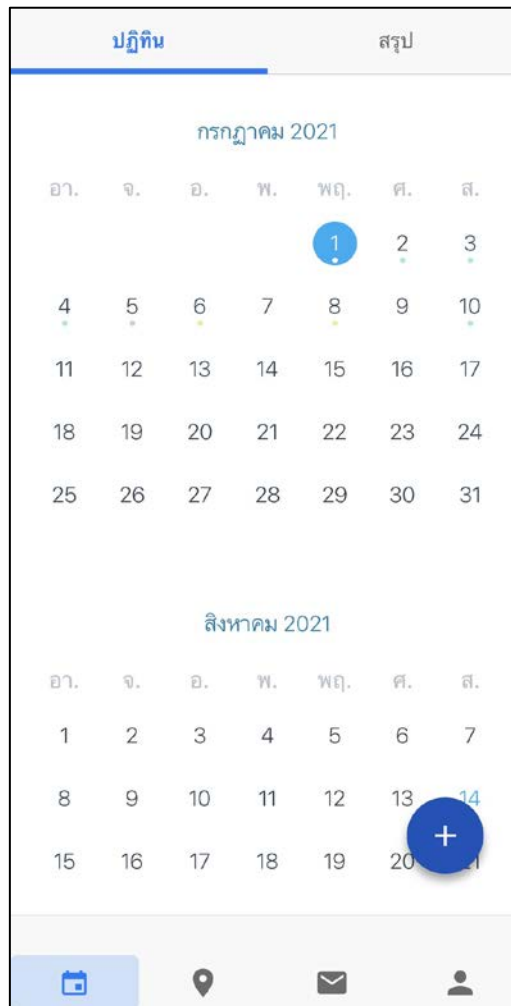 ปฏิทิน สรุป
กรกฎาคม 2021
อา. จ. อ. พ. พฤ. ศ. ส.
1 2 3
4 5 6 7 8 9 10
11 12 13 14 15 16 17
18 19 20 21 22 23 24
25 26 27 28 29 30 31
สิงหาคม 2021
อา. จ. อ. พ. พฤ. ศ. ส.
1 2 3 4 5 6 7
8 9 10 11 12 13 14
15 16 17 18 19 20 21
+